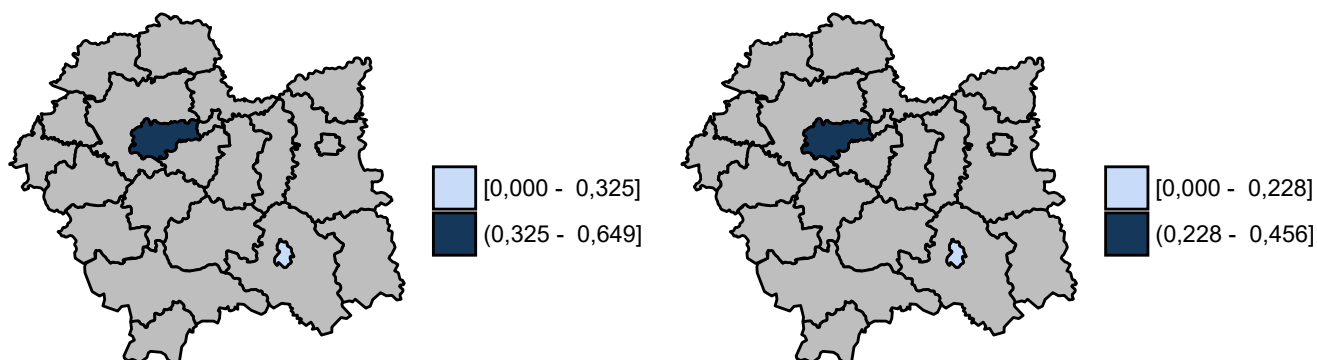 [0,000 -  0,325]
(0,325 -  0,649]
[0,000 -  0,228]
(0,228 -  0,456]